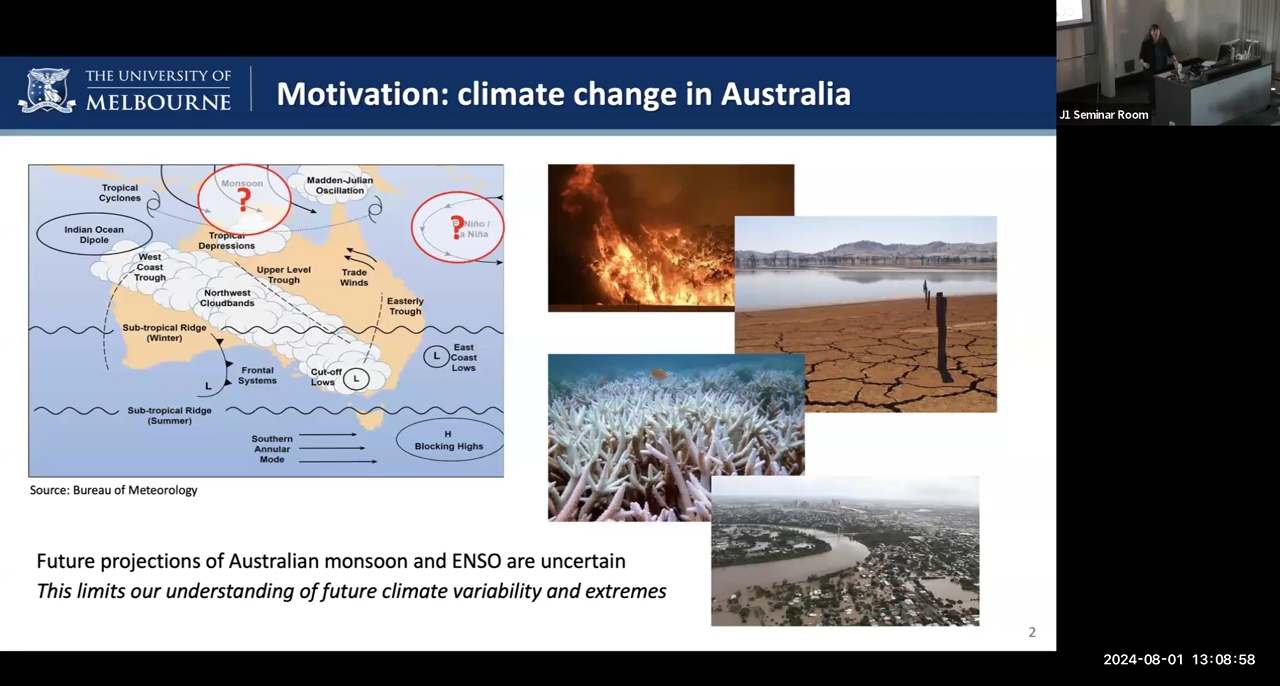 THE UNIVERSITY OF
MELBOURNE
Motivation: climate change in Australia
J1 Seminar Room
Monsoon
?
Madden-Julian
Oscillation
Tropical
Cyclones
Indian Ocean
Dipole
?
Niño /
a Niña
Tropical
Depressions
West
Coast
Trough
Upper Level
Trough
Trade
Winds
Northwest
Cloudbands
Easterly
Trough
Sub-tropical Ridge
(Winter)
L
East
Coast
Lows
Frontal
Systems
Cut-off
Lows
L
L
Sub-tropical Ridge
(Summer)
Southern
Annular
Mode
H
Blocking Highs
Source: Bureau of Meteorology
Future projections of Australian monsoon and ENSO are uncertain
This limits our understanding of future climate variability and extremes
2
2024-08-01 13:08:58